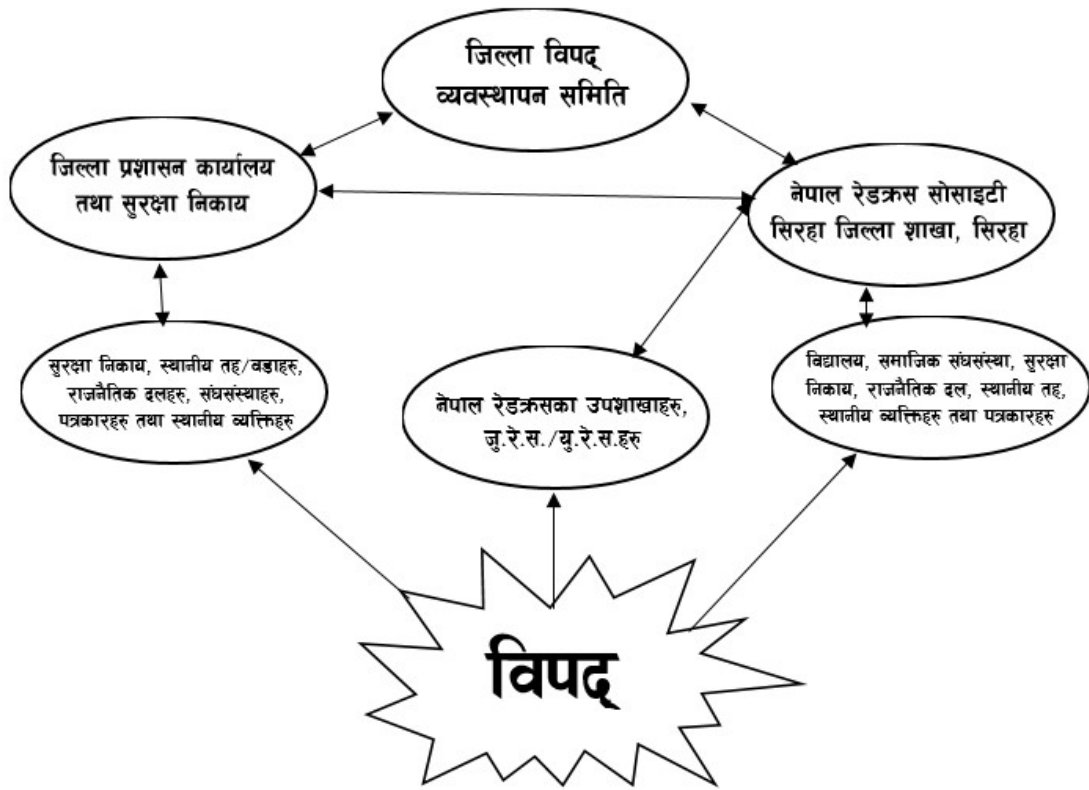 जिल्ला विपद्
व्यवस्थापन समिति
जिल्ला प्रशासन कार्यालय
तथा सुरक्षा निकाय
नेपाल रेडक्रस सोसाइटी
सिरहा जिल्ला शाखा, सिरहा
सुरक्षा निकाय, स्थानीय तह/वडाहरु,
राजनैतिक दलहरु, संघसंस्थाहरु,
पत्रकारहरु तथा स्थानीय व्यक्तिहरु
नेपाल रेडक्रसका उपशाखाहरु,
जु.रे.स./यु.रे.स.हरु
विद्यालय, समाजिक संघसंस्था, सुरक्षा
निकाय, राजनैतिक दल, स्थानीय तह,
स्थानीय व्यक्तिहरु तथा पत्रकारहरु
विपद्